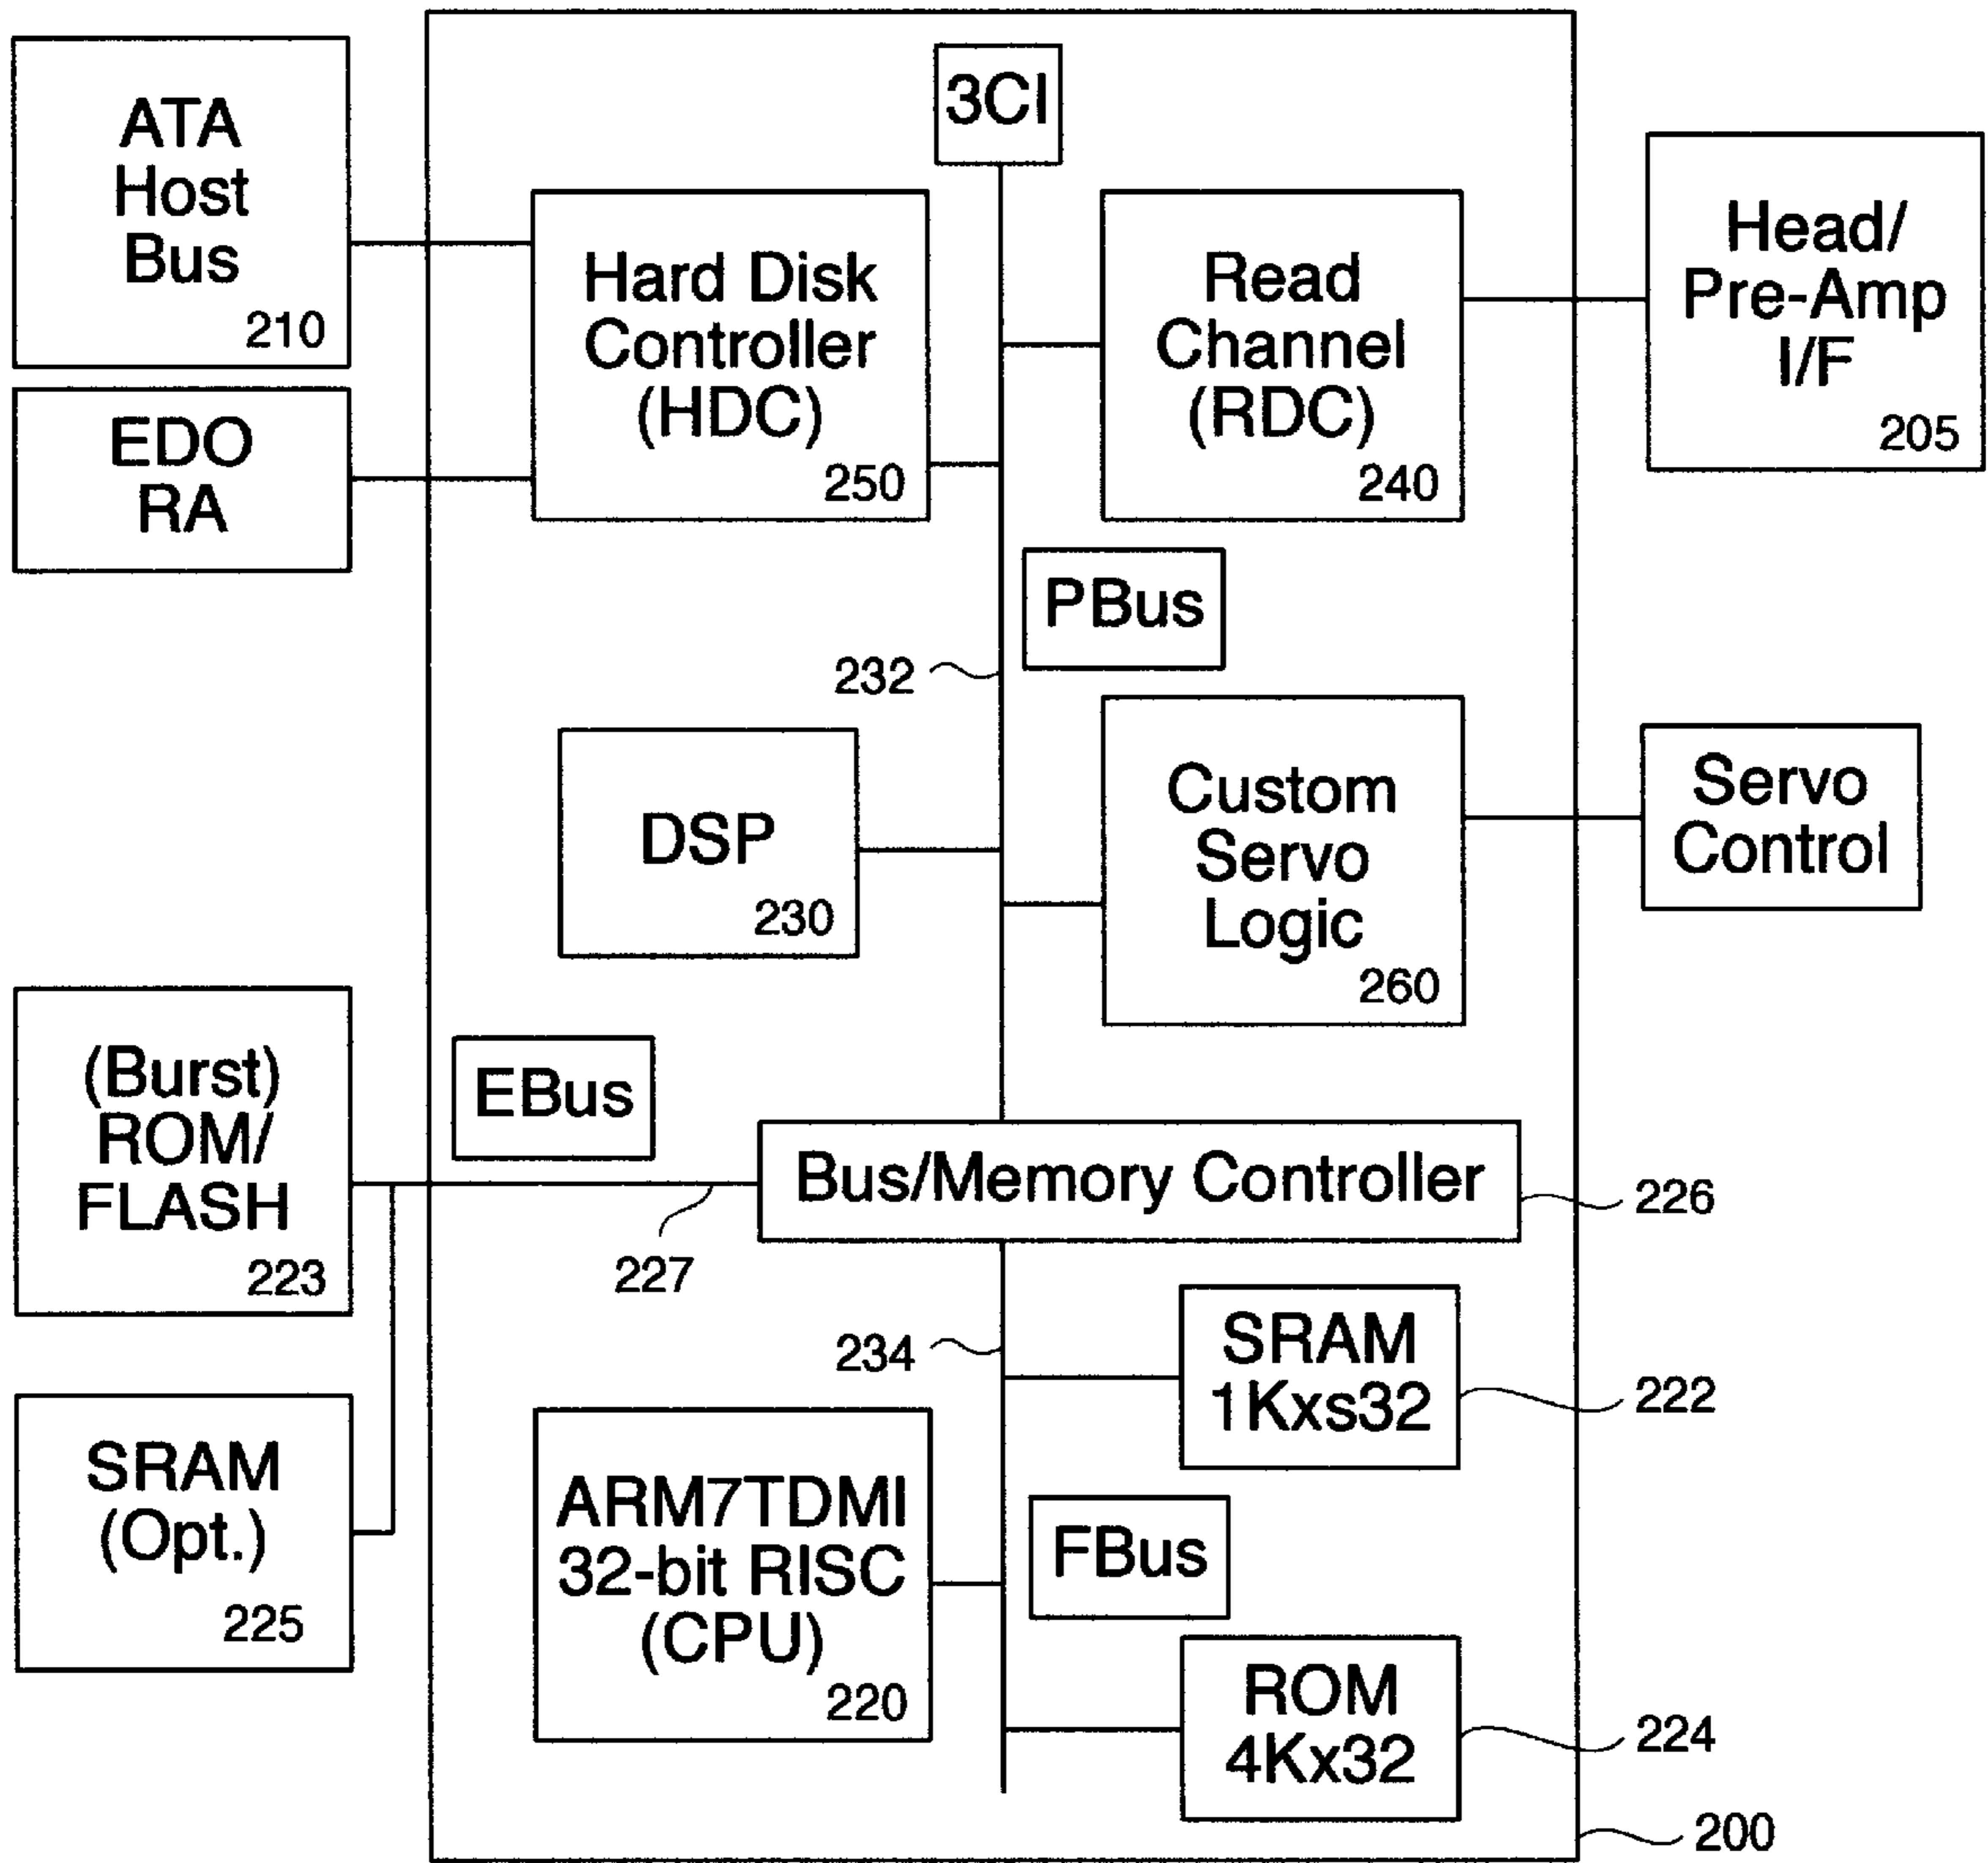 3CI
ATA
Host
Bus
210
Hard Disk
Controller
(HDC)
250
Read
Channel
(RDC)
240
Head/
Pre-Amp
I/F
205
EDO
RA
PBus
232
DSP
230
Custom
Servo
Logic
260
Servo
Control
(Burst)
ROM/
FLASH
223
EBus
227
Bus/Memory Controller
226
234
SRAM
1Kxs32
222
SRAM
(Opt.)
225
ARM7TDMI
32-bit RISC
(CPU)
220
FBus
ROM
4Kx32
224
200